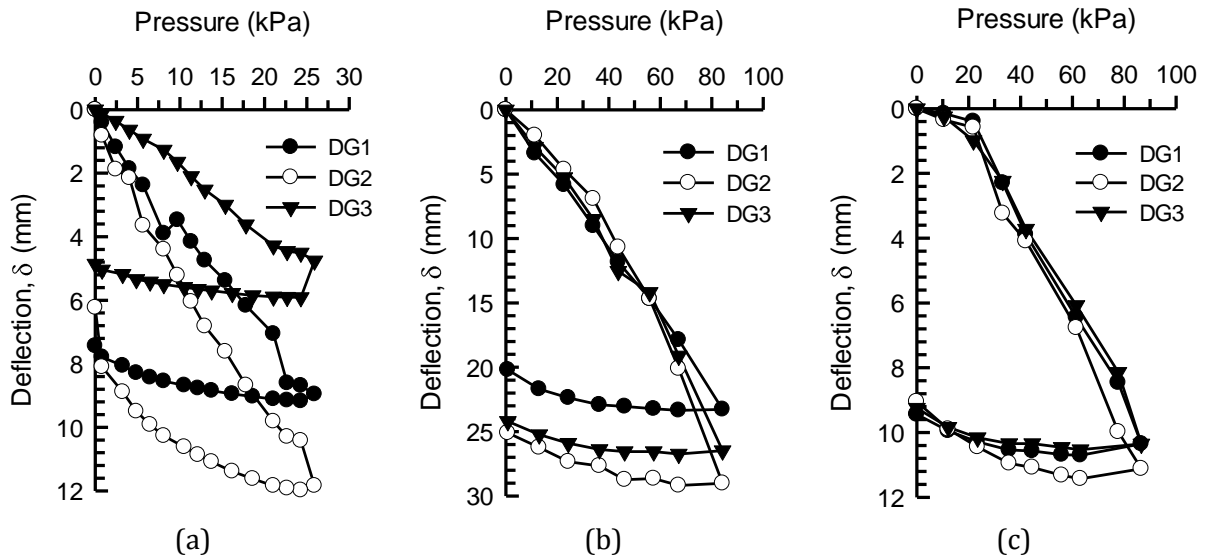 Pressure (kPa)
0 5 10 15 20 25 30
0
2
4
6
8
10
12
Deflection, δ (mm)
DG1
DG2
DG3
(a)
Pressure (kPa)
0 20 40 60 80 100
0
5
10
15
20
25
30
Deflection, δ (mm)
DG1
DG2
DG3
(b)
Pressure (kPa)
0 20 40 60 80 100
0
2
4
6
8
10
12
Deflection, δ (mm)
DG1
DG2
DG3
(c)